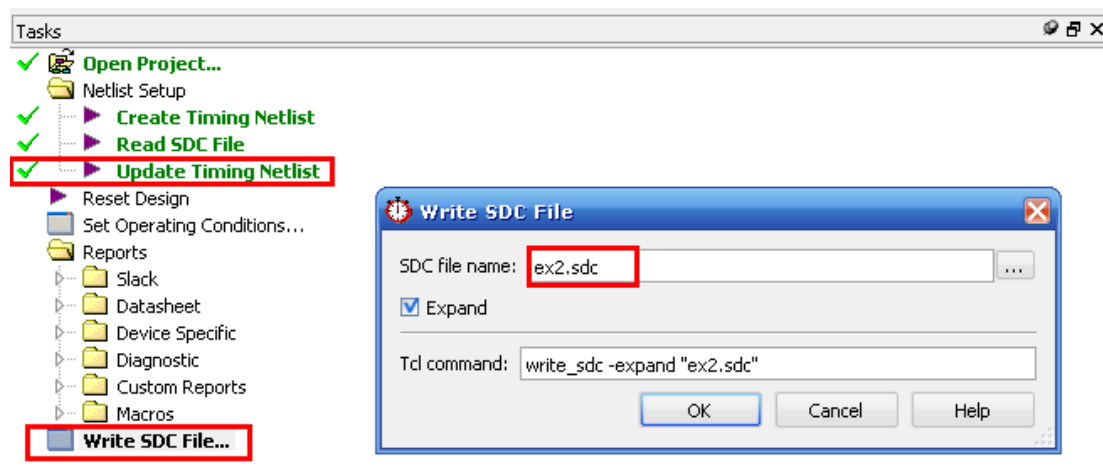 Tasks
Open Project...
Netlist Setup
Create Timing Netlist
Read SDC File
Update Timing Netlist
Reset Design
Set Operating Conditions...
Reports
Slack
Datasheet
Device Specific
Diagnostic
Custom Reports
Macros
Write SDC File...
Write SDC File
SDC file name: ex2.sdc ...
Expand
Tcl command: write_sdc -expand "ex2.sdc"
OK Cancel Help